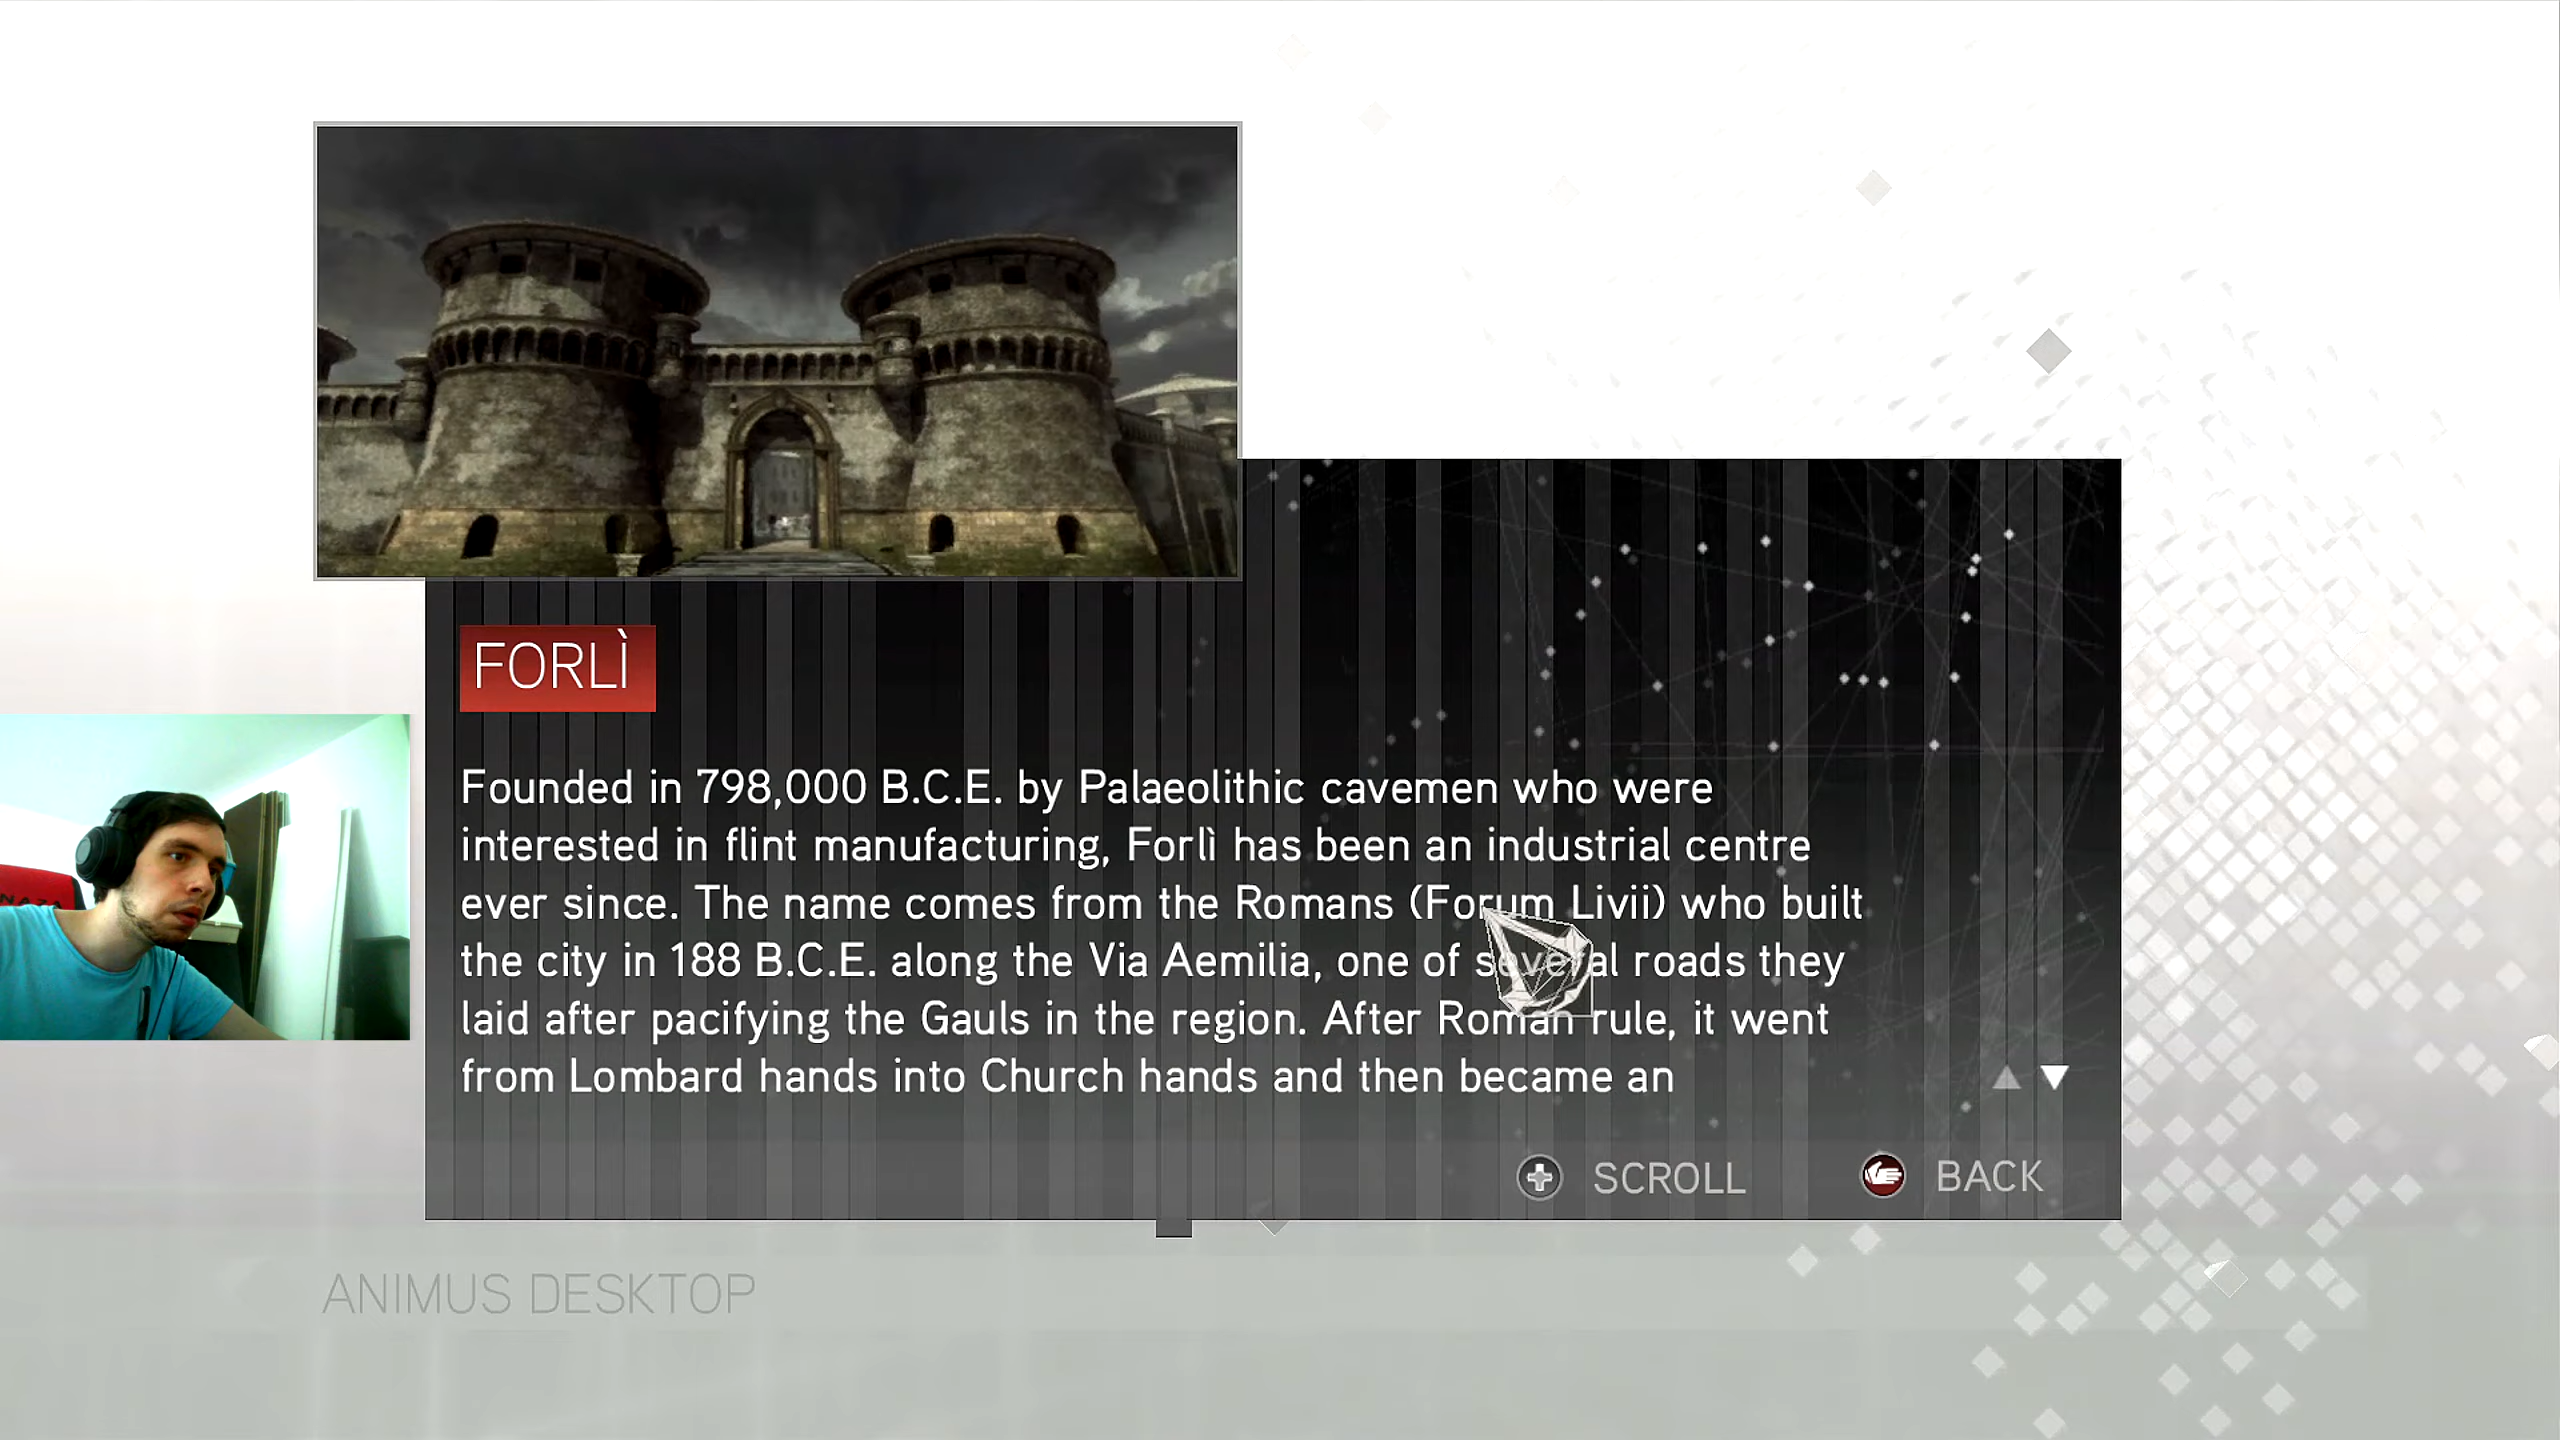 FORLÌ
Founded in 798,000 B.C.E. by Palaeolithic cavemen who were
interested in flint manufacturing, Forlì has been an industrial centre
ever since. The name comes from the Romans (Forum Livii) who built
the city in 188 B.C.E. along the Via Aemilia, one of several roads they
laid after pacifying the Gauls in the region. After Roman rule, it went
from Lombard hands into Church hands and then became an
SCROLL
BACK
ANIMUS DESKTOP